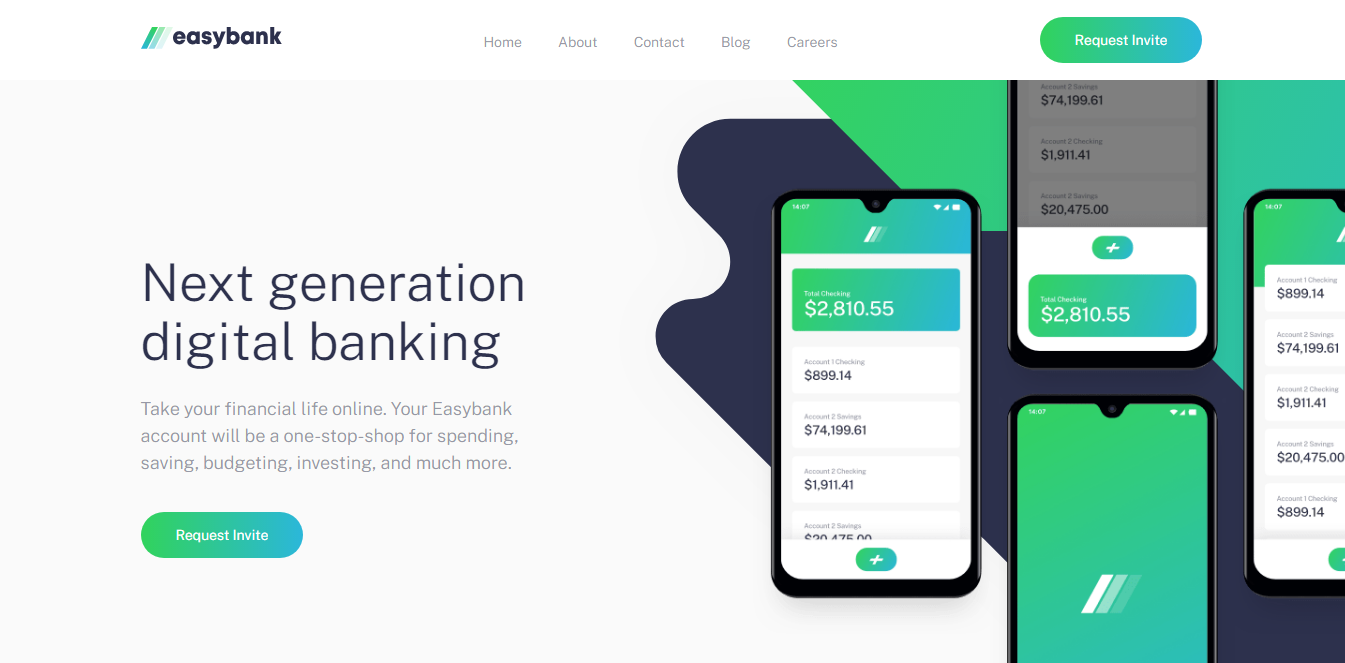 easybank
Home
About
Contact
Blog
Careers
Request Invite
Next generation
digital banking
Take your financial life online. Your Easybank
account will be a one-stop-shop for spending,
saving, budgeting, investing, and much more.
Request Invite
14:07
Total Checking
$2,810.55
Account 1 Checking
$899.14
Account 2 Savings
$74,199.61
Account 2 Checking
$1,911.41
Account 2 Savings
$20,475.00
Account 2 Savings
$74,199.61
Account 2 Checking
$1,911.41
Account 2 Savings
$20,475.00
Total Checking
$2,810.55
14:07
14:07
Account 1 Checking
$899.14
Account 2 Savings
$74,199.61
Account 2 Checking
$1,911.41
Account 2 Savings
$20,475.00
Account 1 Checking
$899.14